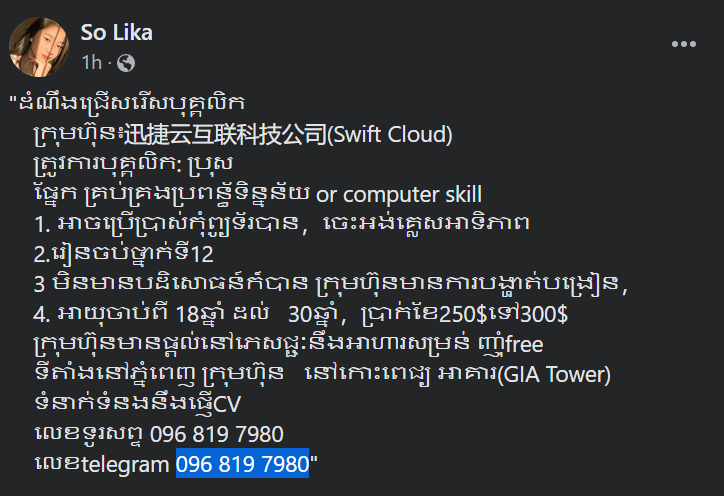 So Lika
1h ·
"ដំណឹងជ្រើសរើសបុគ្គលិក
ក្រុមហ៊ុន៖迅捷云互联科技公司(Swift Cloud)
ត្រូវការបុគ្គលិក: ប្រុស
ផ្នែក គ្រប់គ្រងប្រពន្ធ័ទិន្នន័យ or computer skill
1. អាចប្រើប្រាស់កុំព្យូទ័របាន，ចេះអង់គ្លេសអាទិភាព
2.រៀនចប់ថ្នាក់ទី12
3 មិនមានបដិសោធន៍ក៏បាន ក្រុមហ៊ុនមានការបង្ហាត់បង្រៀន，
4. អាយុចាប់ពី 18ឆ្នាំ ដល់   30ឆ្នាំ，ប្រាក់ខែ250$ទៅ300$
ក្រុមហ៊ុនមានផ្តល់នៅភេសជ្ជៈនឹងអាហារសម្រន់ ញ៉ាំfree
ទីតាំងនៅភ្នំពេញ ក្រុមហ៊ុន   នៅកោះពេជ្យ អាគារ(GIA Tower)
ទំនាក់ទំនងនឹងផ្ញើCV
លេខទូរសព្ទ 096 819 7980
លេខtelegram 096 819 7980"